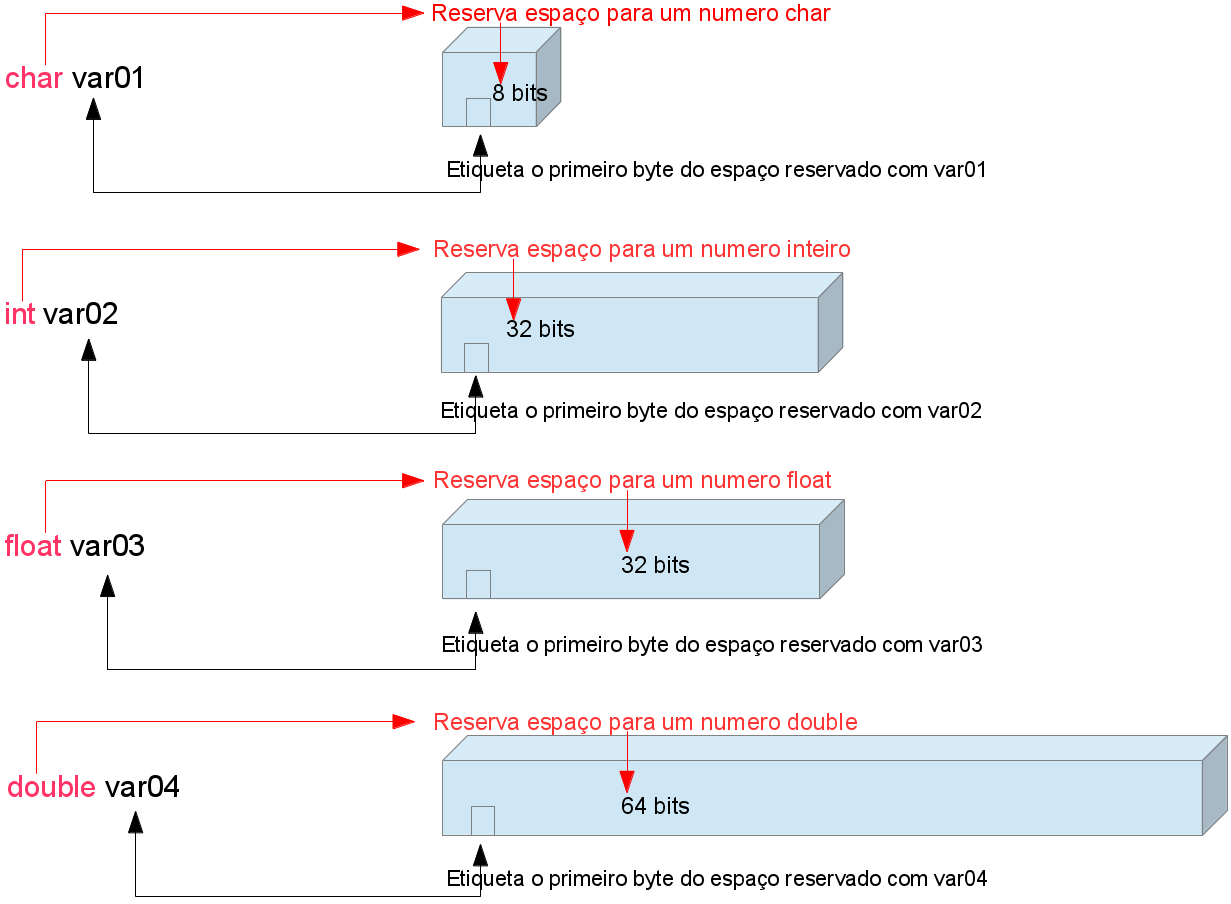 Reserva espaço para um numero char
char var01
8 bits
Etiqueta o primeiro byte do espaço reservado com var01
Reserva espaço para um numero inteiro
int var02
32 bits
Etiqueta o primeiro byte do espaço reservado com var02
Reserva espaço para um numero float
float var03
32 bits
Etiqueta o primeiro byte do espaço reservado com var03
Reserva espaço para um numero double
double var04
64 bits
Etiqueta o primeiro byte do espaço reservado com var04